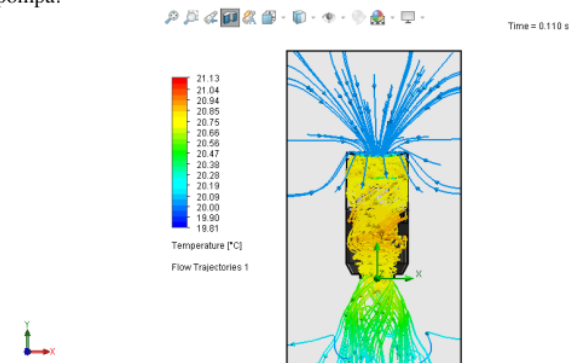 pompa?
Time = 0.110 s
21.13
21.04
20.94
20.85
20.75
20.66
20.56
20.47
20.38
20.28
20.19
20.09
20.00
19.90
19.81
Temperature [°C]
Flow Trajectories 1
X
Y
X